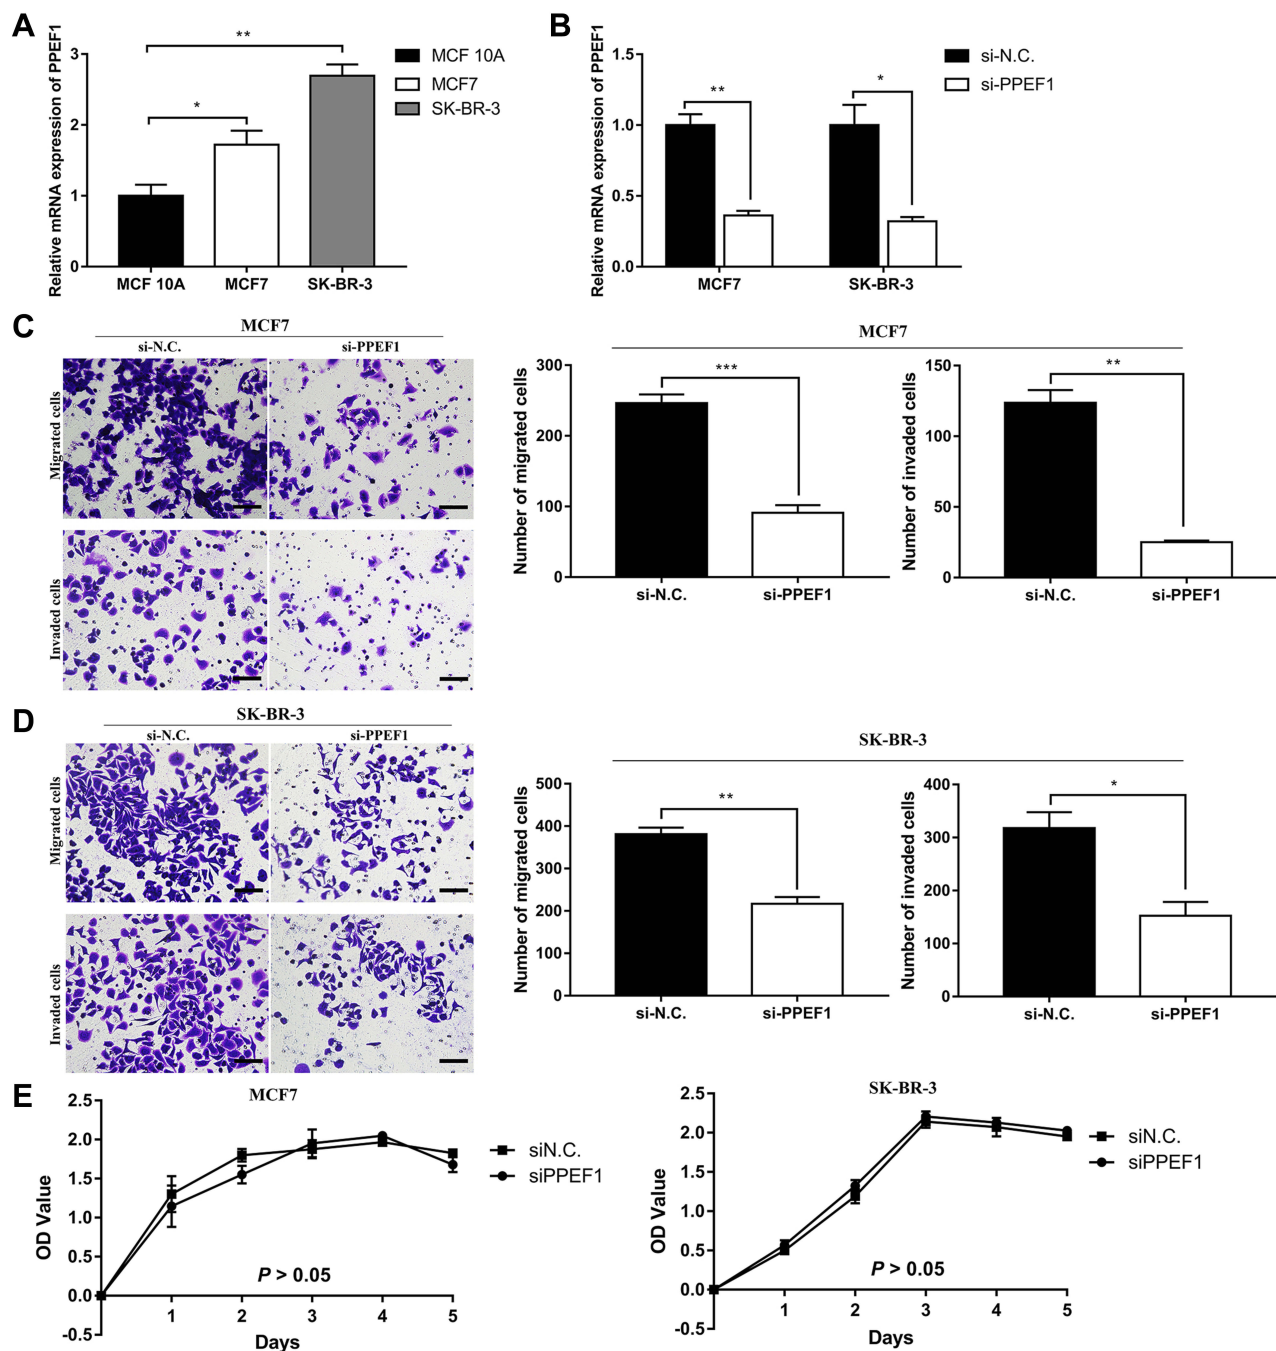 A
Relative mRNA expression of PPEF1
3
2
1
0
**
*
MCF 10A
MCF7
SK-BR-3
MCF 10A
MCF7
SK-BR-3
B
Relative mRNA expression of PPEF1
1.5
1.0
0.5
0.0
**
*
MCF7
SK-BR-3
si-N.C.
si-PPEF1
C
MCF7
si-N.C.
si-PPEF1
Migrated cells
Invaded cells
MCF7
Number of migrated cells
300
200
100
0
***
si-N.C.
si-PPEF1
Number of invaded cells
150
100
50
0
**
si-N.C.
si-PPEF1
D
SK-BR-3
si-N.C.
si-PPEF1
Migrated cells
Invaded cells
SK-BR-3
Number of migrated cells
500
400
300
200
100
0
**
si-N.C.
si-PPEF1
Number of invaded cells
400
300
200
100
0
*
si-N.C.
si-PPEF1
E
MCF7
OD Value
2.5
2.0
1.5
1.0
0.5
0.0
-0.5
P > 0.05
1 2 3 4 5
Days
siN.C.
siPPEF1
SK-BR-3
OD Value
2.5
2.0
1.5
1.0
0.5
0.0
-0.5
P > 0.05
1 2 3 4 5
Days
siN.C.
siPPEF1